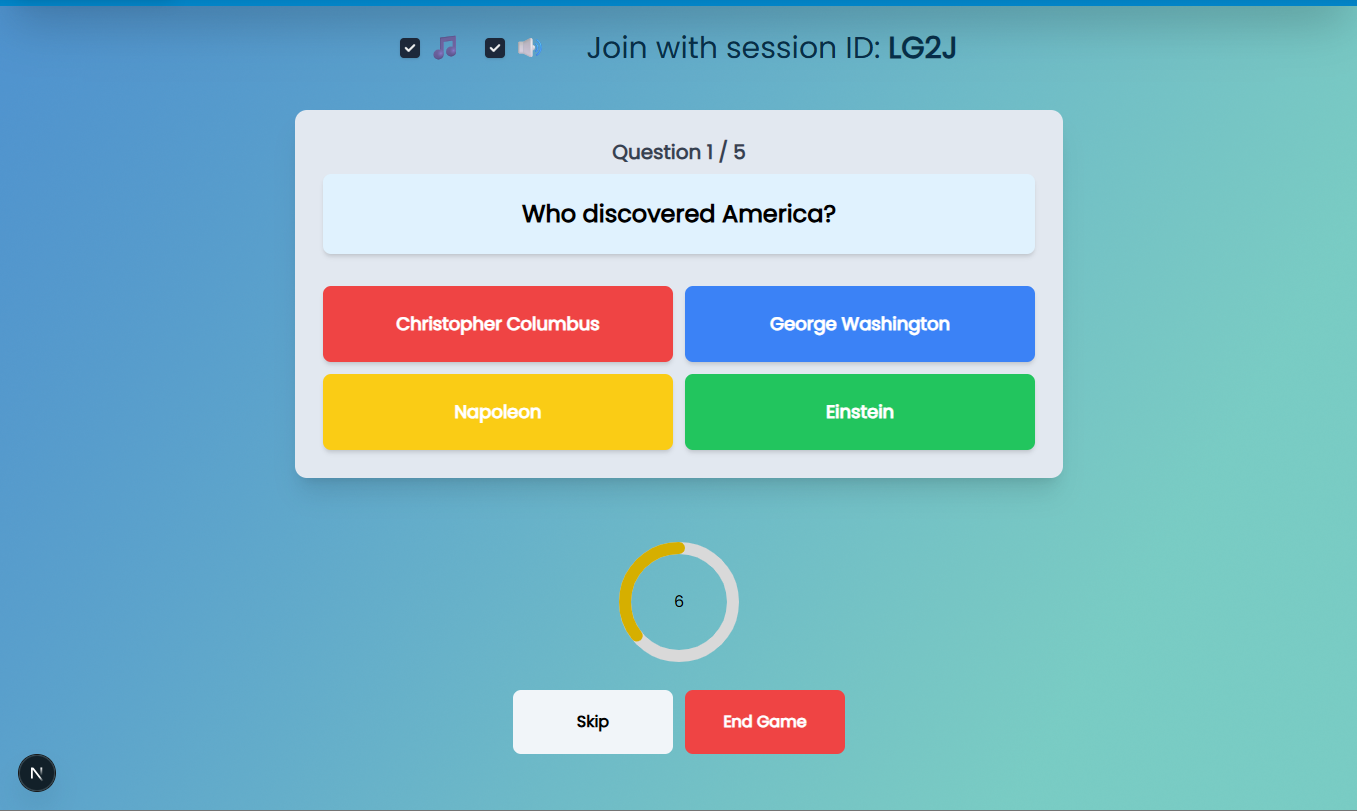 Join with session ID: LG2J
Question 1 / 5
Who discovered America?
Christopher Columbus
George Washington
Napoleon
Einstein
6
Skip
End Game
N